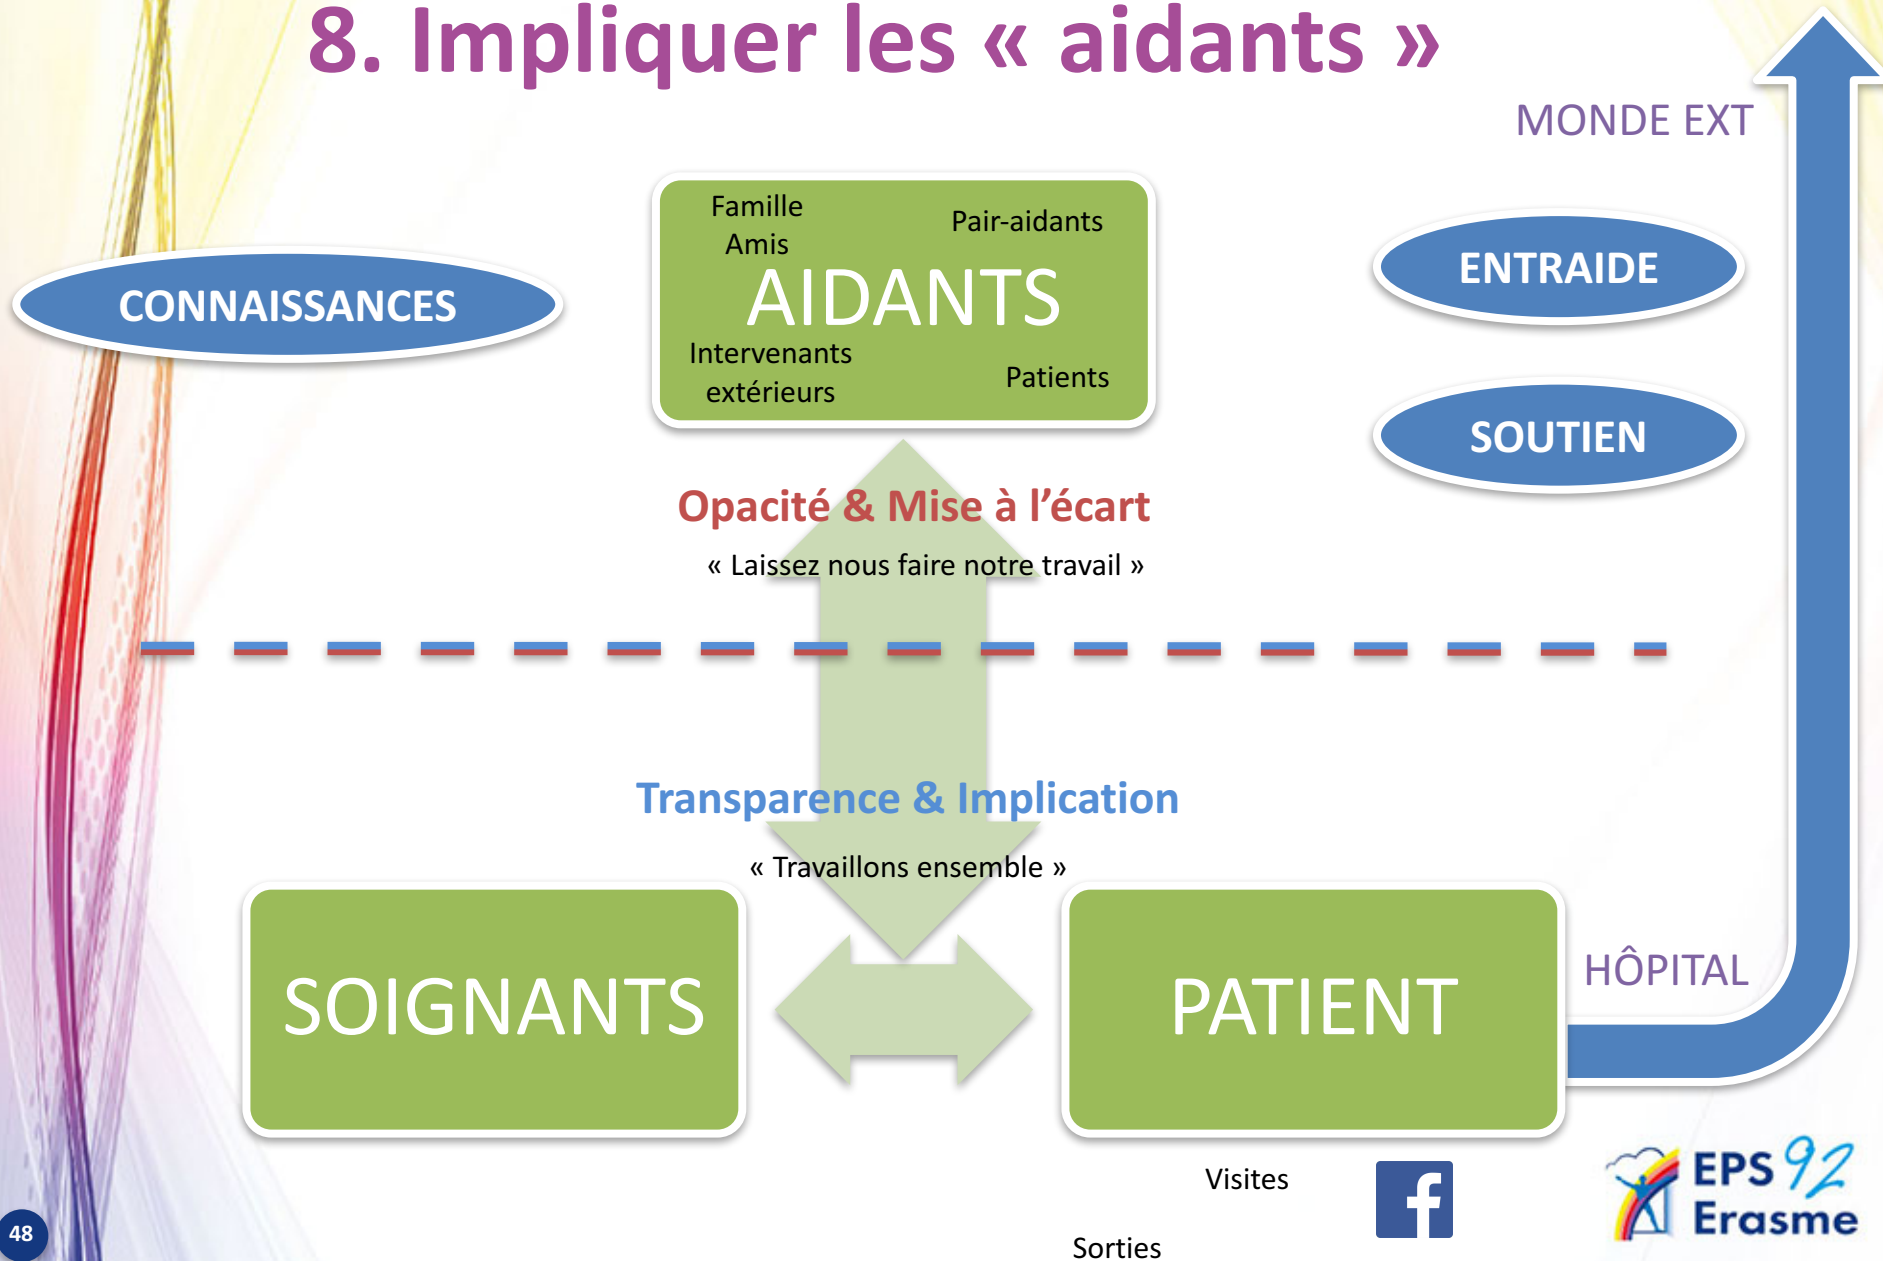 8. Impliquer les « aidants »
MONDE EXT
Famille
Amis
Pair-aidants
AIDANTS
Intervenants
extérieurs
Patients
CONNAISSANCES
ENTRAIDE
SOUTIEN
Opacité & Mise à l’écart
« Laissez nous faire notre travail »
Transparence & Implication
« Travaillons ensemble »
SOIGNANTS
PATIENT
HÔPITAL
Visites
f
Sorties
EPS 92
Erasme
48